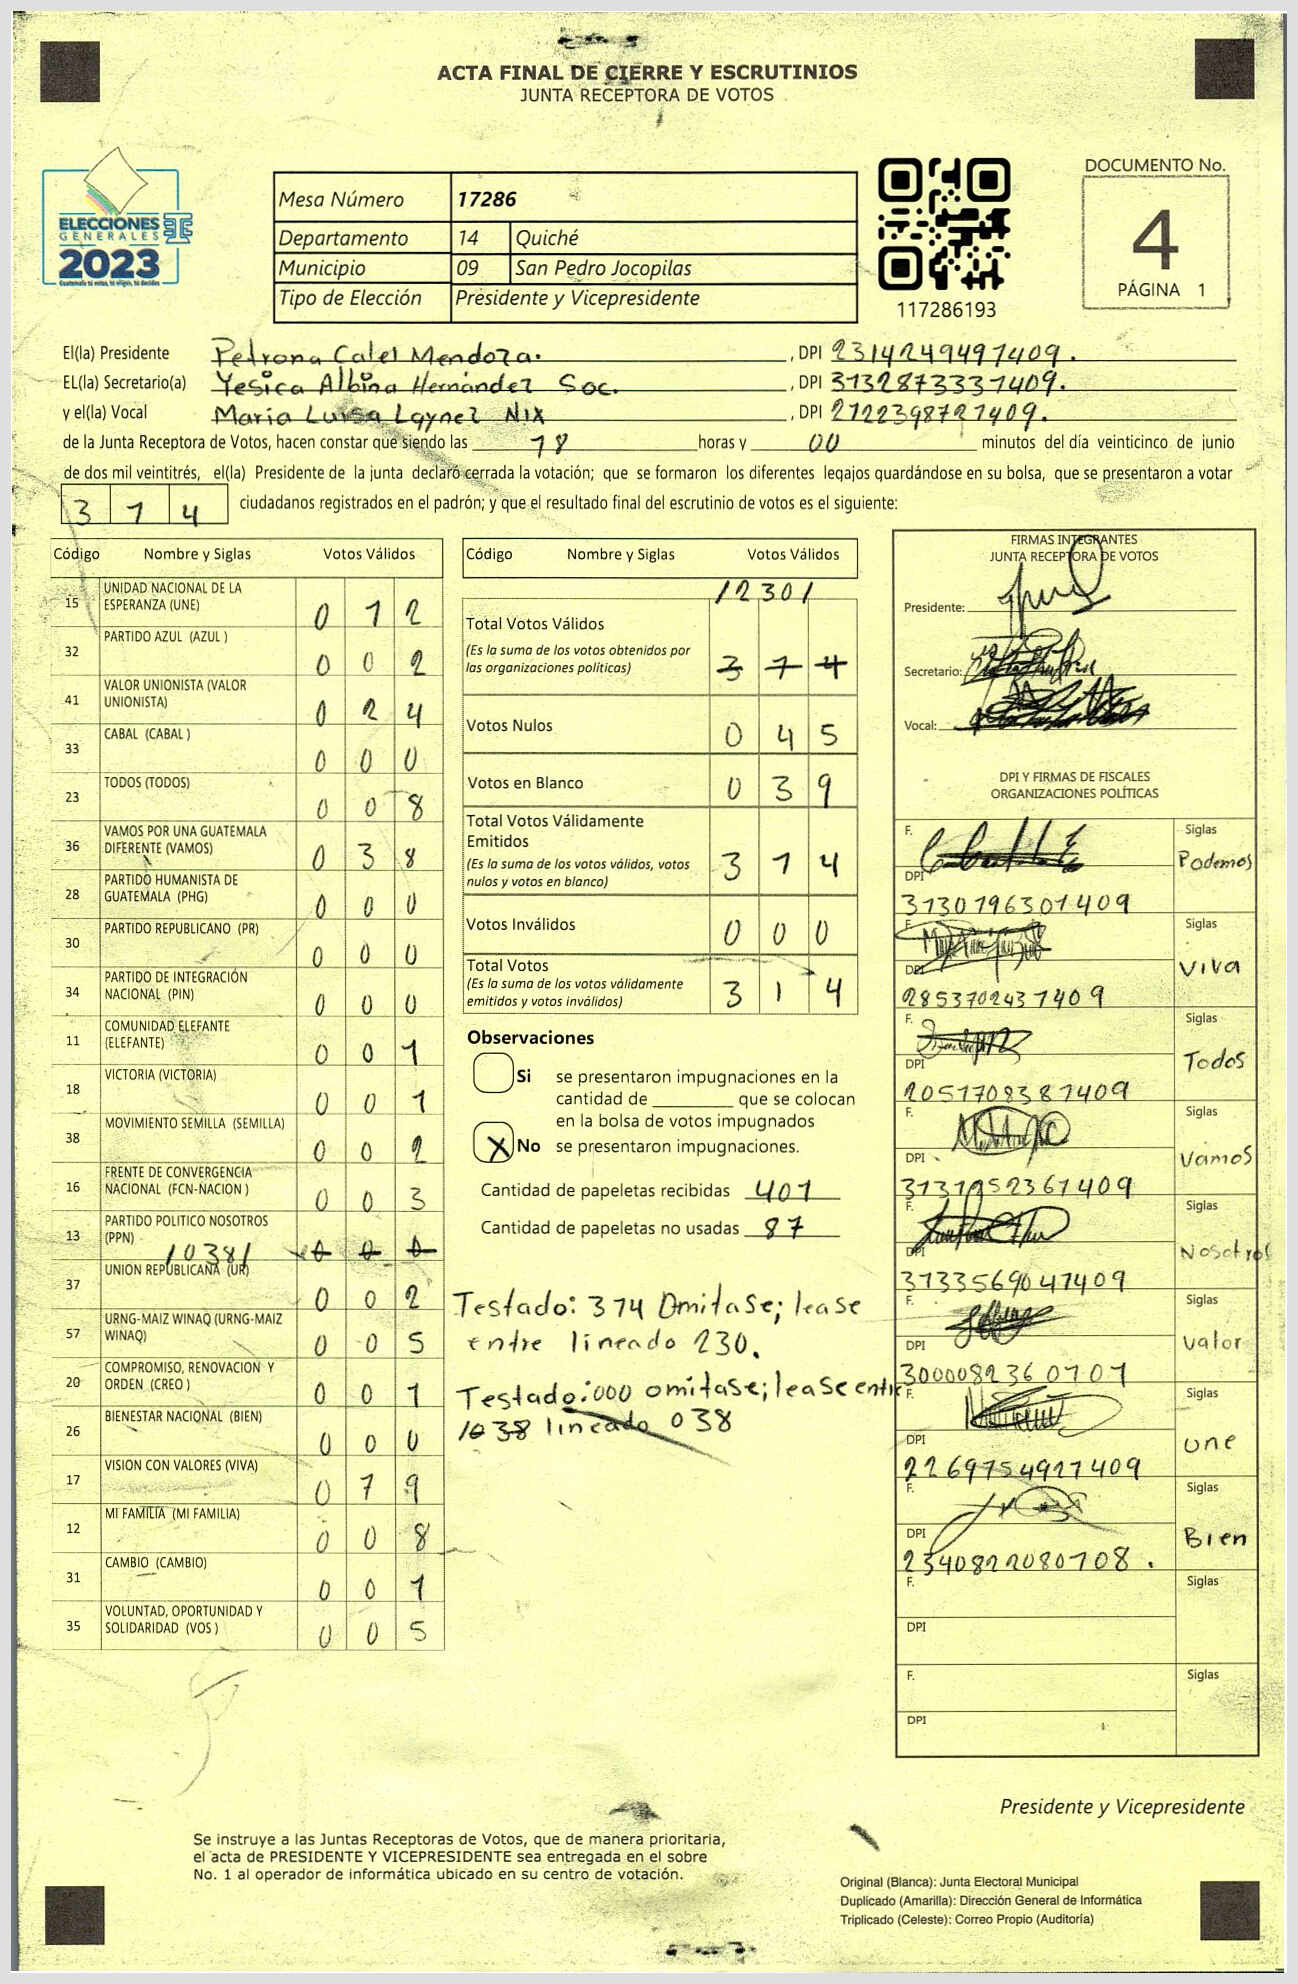 ACTA FINAL DE CIERRE Y ESCRUTINIOS
JUNTA RECEPTORA DE VOTOS
ELECCIONES
GENERALES
2023
Mesa Número 17286
Departamento 14 Quiché
Municipio 09 San Pedro Jocopilas
Tipo de Elección Presidente y Vicepresidente
117286193
DOCUMENTO No.
4
PÁGINA 1
El(la) Presidente Petrona Calel Mendoza. , DPI 2314249497409.
EL(la) Secretario(a) Yesica Albina Hernández Soc. , DPI 3132873331409.
y el(la) Vocal Maria Luisa Laynez Nix , DPI 2122398721409.
de la Junta Receptora de Votos, hacen constar que siendo las 18 horas y 00 minutos del día veinticinco de junio
de dos mil veintitrés, el(la) Presidente de la junta declaró cerrada la votación; que se formaron los diferentes legajos guardándose en su bolsa, que se presentaron a votar
314 ciudadanos registrados en el padrón; y que el resultado final del escrutinio de votos es el siguiente:
Código Nombre y Siglas Votos Válidos
15 UNIDAD NACIONAL DE LA ESPERANZA (UNE) 0 1 2
32 PARTIDO AZUL (AZUL ) 0 0 2
41 VALOR UNIONISTA (VALOR UNIONISTA) 0 2 4
33 CABAL (CABAL ) 0 0 0
23 TODOS (TODOS) 0 0 8
36 VAMOS POR UNA GUATEMALA DIFERENTE (VAMOS) 0 3 8
28 PARTIDO HUMANISTA DE GUATEMALA (PHG) 0 0 0
30 PARTIDO REPUBLICANO (PR) 0 0 0
34 PARTIDO DE INTEGRACIÓN NACIONAL (PIN) 0 0 0
11 COMUNIDAD ELEFANTE (ELEFANTE) 0 0 1
18 VICTORIA (VICTORIA) 0 0 1
38 MOVIMIENTO SEMILLA (SEMILLA) 0 0 2
16 FRENTE DE CONVERGENCIA NACIONAL (FCN-NACION ) 0 0 3
13 PARTIDO POLITICO NOSOTROS (PPN) /038/ 0 0 0
37 UNION REPUBLICANA (UR) 0 0 2
57 URNG-MAIZ WINAQ (URNG-MAIZ WINAQ) 0 0 5
20 COMPROMISO, RENOVACION Y ORDEN (CREO ) 0 0 1
26 BIENESTAR NACIONAL (BIEN) 0 0 0
17 VISION CON VALORES (VIVA) 0 7 9
12 MI FAMILIA (MI FAMILIA) 0 0 8
31 CAMBIO (CAMBIO) 0 0 1
35 VOLUNTAD, OPORTUNIDAD Y SOLIDARIDAD (VOS ) 0 0 5
Código Nombre y Siglas Votos Válidos
/230/
Total Votos Válidos
(Es la suma de los votos obtenidos por
las organizaciones políticas) 3 1 4
Votos Nulos 0 4 5
Votos en Blanco 0 3 9
Total Votos Válidamente
Emitidos
(Es la suma de los votos válidos, votos
nulos y votos en blanco) 3 1 4
Votos Inválidos 0 0 0
Total Votos
(Es la suma de los votos válidamente
emitidos y votos inválidos) 3 1 4
Observaciones
Si se presentaron impugnaciones en la
cantidad de ________ que se colocan
en la bolsa de votos impugnados
X No se presentaron impugnaciones.
Cantidad de papeletas recibidas 401
Cantidad de papeletas no usadas 87
Testado: 314 Omitase; lease
entre lineado 230.
Testado:000 omitase; lease entre
1038 lineado 038
FIRMAS INTEGRANTES
JUNTA RECEPTORA DE VOTOS
Presidente:
Secretario:
Vocal:
DPI Y FIRMAS DE FISCALES
ORGANIZACIONES POLÍTICAS
F. Siglas
Podemos
DPI
3130196301409
F. Siglas
Viva
DPI
2853702431409
F. Siglas
Todos
DPI
2051708381409
F. Siglas
Vamos
DPI
3131952361409
F. Siglas
Nosotros
DPI
3133569041409
F. Siglas
Valor
DPI
3000082360101
F. Siglas
Une
DPI
2269754921409
F. Siglas
Bien
DPI
2340822080108.
F. Siglas
DPI
F. Siglas
DPI
Presidente y Vicepresidente
Se instruye a las Juntas Receptoras de Votos, que de manera prioritaria,
el acta de PRESIDENTE Y VICEPRESIDENTE sea entregada en el sobre
No. 1 al operador de informática ubicado en su centro de votación.
Original (Blanca): Junta Electoral Municipal
Duplicado (Amarilla): Dirección General de Informática
Triplicado (Celeste): Correo Propio (Auditoría)